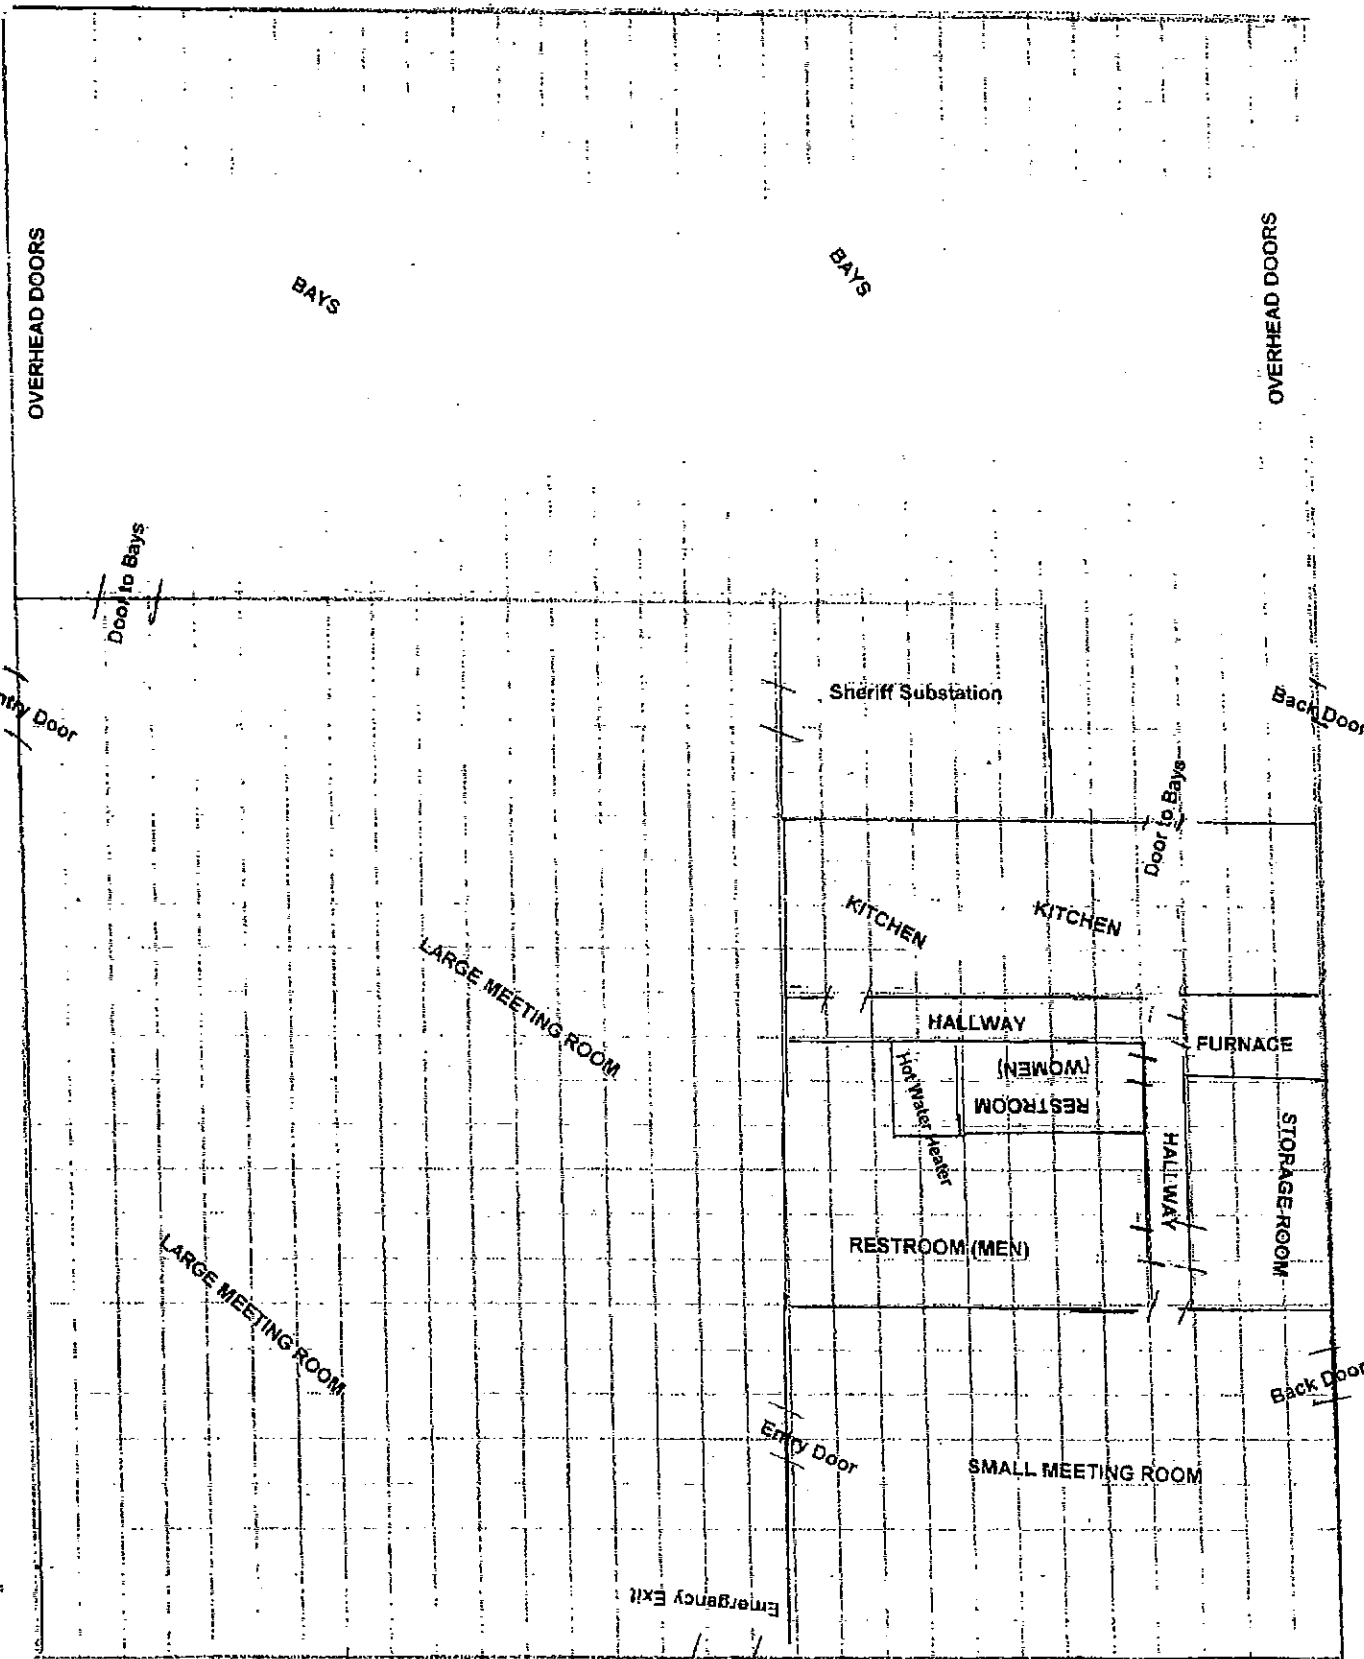 OVERHEAD DOORS
BAYS
BAYS
OVERHEAD DOORS
Door to Bays
ntry Door
Sheriff Substation
Back Door
Door to Bays
KITCHEN
KITCHEN
LARGE MEETING ROOM
HALLWAY
FURNACE
Hot Water Heater
RESTROOM
(WOMEN)
HALLWAY
STORAGE ROOM
RESTROOM (MEN)
LARGE MEETING ROOM
Back Door
Entry Door
SMALL MEETING ROOM
Emergency Exit